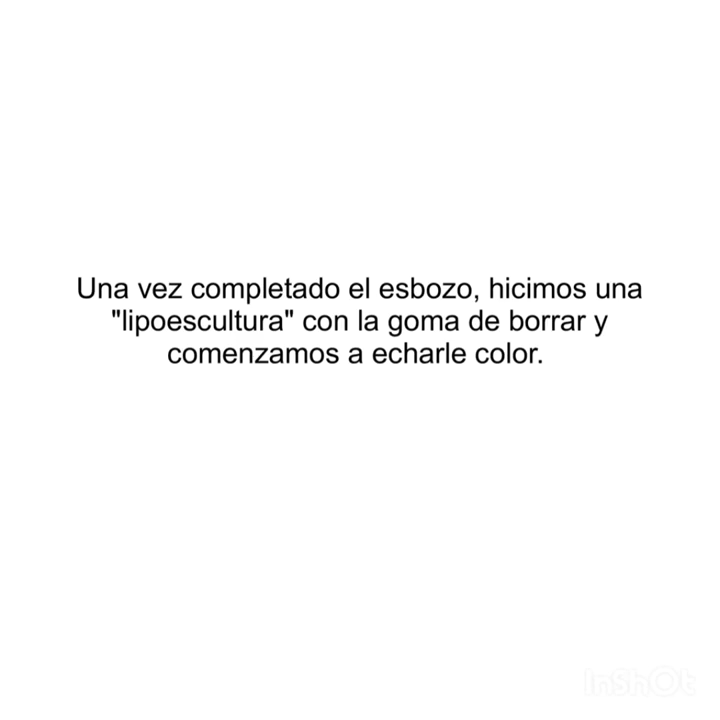 Una vez completado el esbozo, hicimos una
"lipoescultura" con la goma de borrar y
comenzamos a echarle color.
InShOt